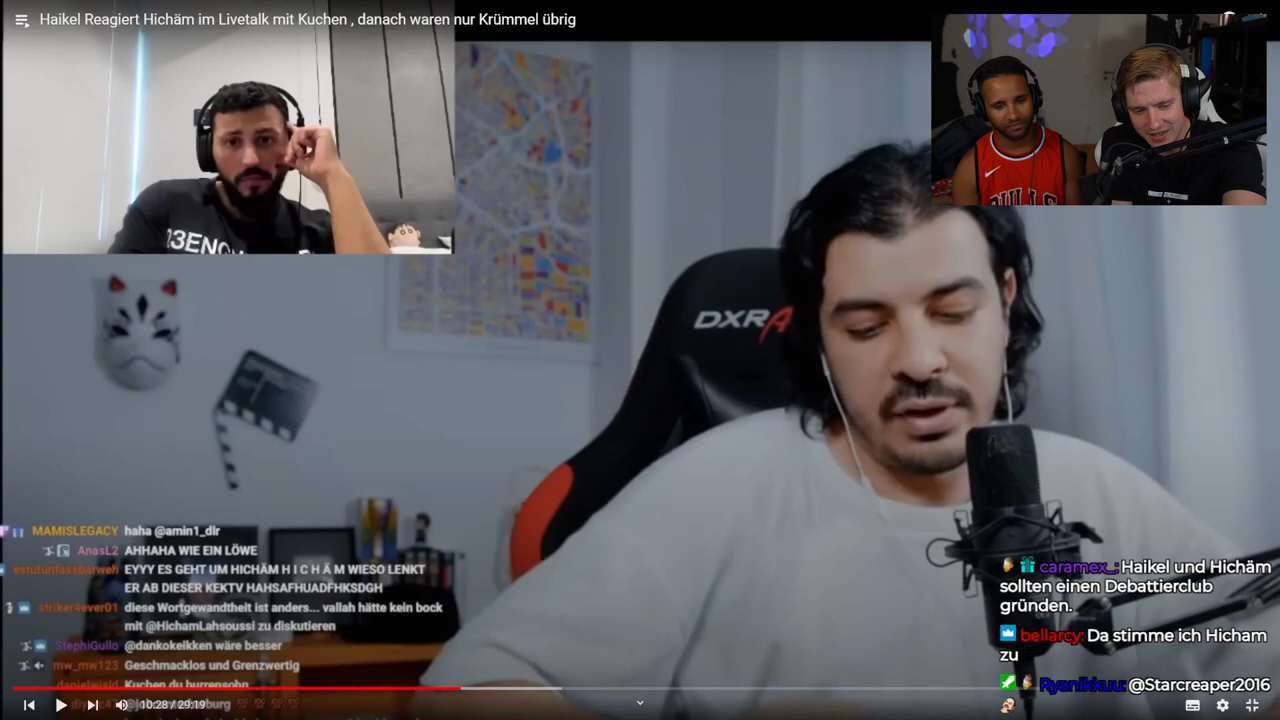 Haikel Reagiert Hichäm im Livetalk mit Kuchen , danach waren nur Krümmel übrig
BULLS
DXRA
MAMISLEGACY haha @amin1_dlr
AnasL2 AHHAHA WIE EIN LÖWE
estutunfassbarweh EYYY ES GEHT UM HICHÄM H I C H Ä M WIESO LENKT
ER AB DIESER KEKTV HAHSAFHUADFHKSDGH
striker4ever01 diese Wortgewandtheit ist anders... vallah hätte kein bock
mit @HichamLahsoussi zu diskutieren
StephiGullo @dankokeikken wäre besser
mw_mw123 Geschmacklos und Grenzwertig
danielwisid Kuchen du hurrensohn
caramex_: Haikel und Hichäm
sollten einen Debattierclub
gründen.
bellarcy: Da stimme ich Hicham
zu
Ryanikkuu: @Starcreaper2016
10:28 / 29:19